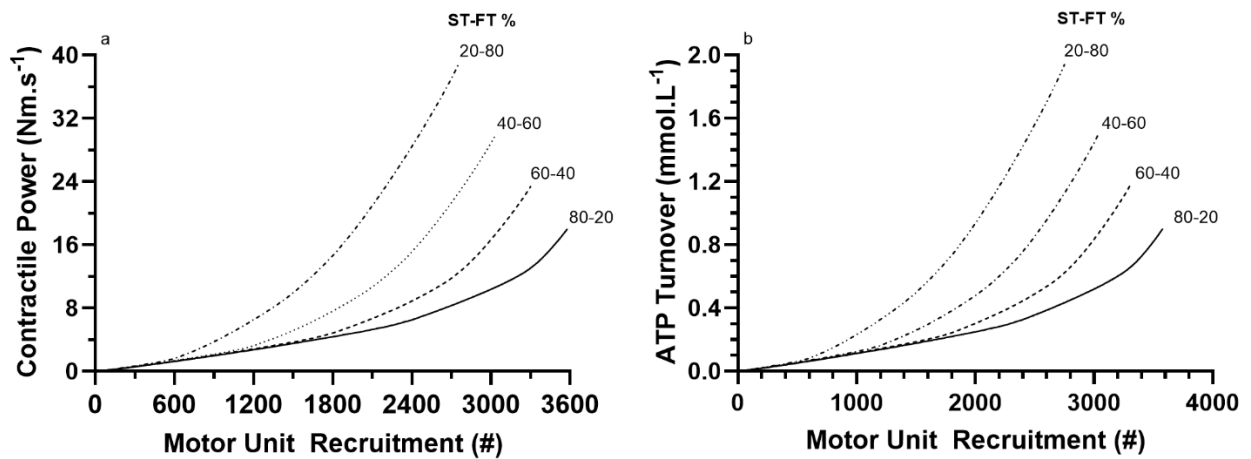 ST-FT %
a
40
32
24
16
8
0
Contractile Power (Nm.s⁻¹)
20-80
40-60
60-40
80-20
0 600 1200 1800 2400 3000 3600
Motor Unit Recruitment (#)
ST-FT %
b
2.0
1.6
1.2
0.8
0.4
0.0
ATP Turnover (mmol.L⁻¹)
20-80
40-60
60-40
80-20
0 1000 2000 3000 4000
Motor Unit Recruitment (#)